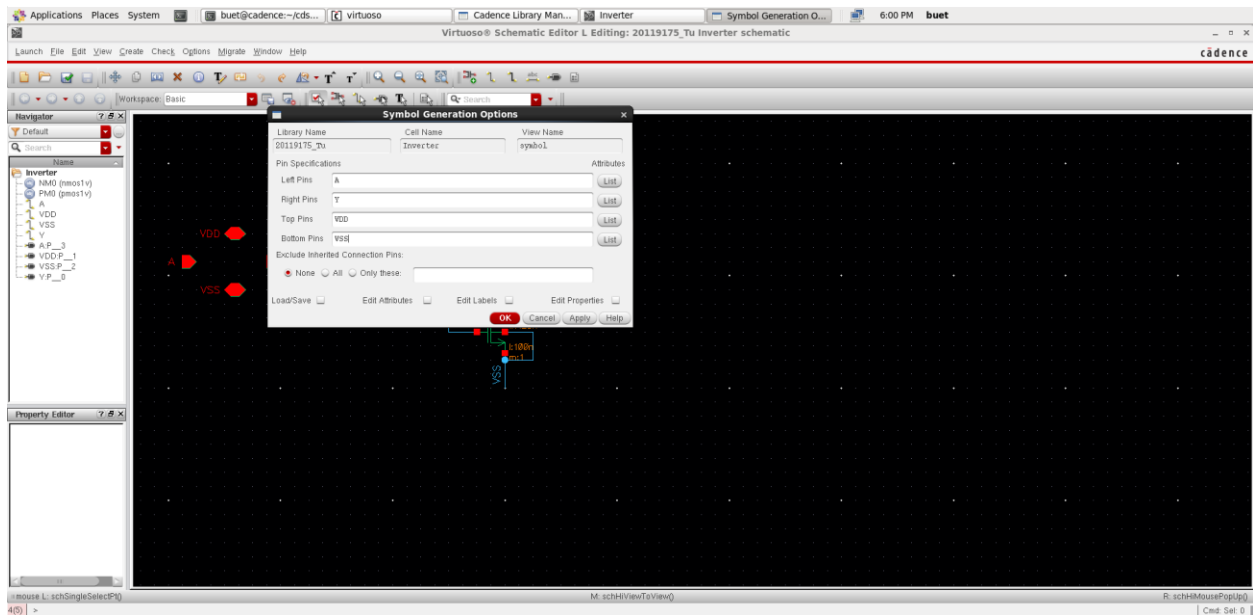 Applications Places System buet@cadence:~/cds... virtuoso Cadence Library Man... Inverter Symbol Generation O... 6:00 PM buet
Virtuoso® Schematic Editor L Editing: 20119175_Tu Inverter schematic
Launch File Edit View Create Check Options Migrate Window Help
cādence
Workspace: Basic
Search
Navigator
Default
Search
Name
Inverter
NM0 (nmos1v)
PM0 (pmos1v)
A
VDD
VSS
Y
A:P__3
VDD:P__1
VSS:P__2
Y:P__0
Property Editor
VDD
A
VSS
Symbol Generation Options
Library Name Cell Name View Name
20119175_Tu Inverter symbol
Pin Specifications Attributes
Left Pins A List
Right Pins Y List
Top Pins VDD List
Bottom Pins VSS List
Exclude Inherited Connection Pins:
None All Only these:
Load/Save Edit Attributes Edit Labels Edit Properties
OK Cancel Apply Help
l:100n
m:1
VSS
mouse L: schSingleSelectPt() M: schHiViewToView() R: schHiMousePopUp()
4(5) > Cmd: Sel: 0